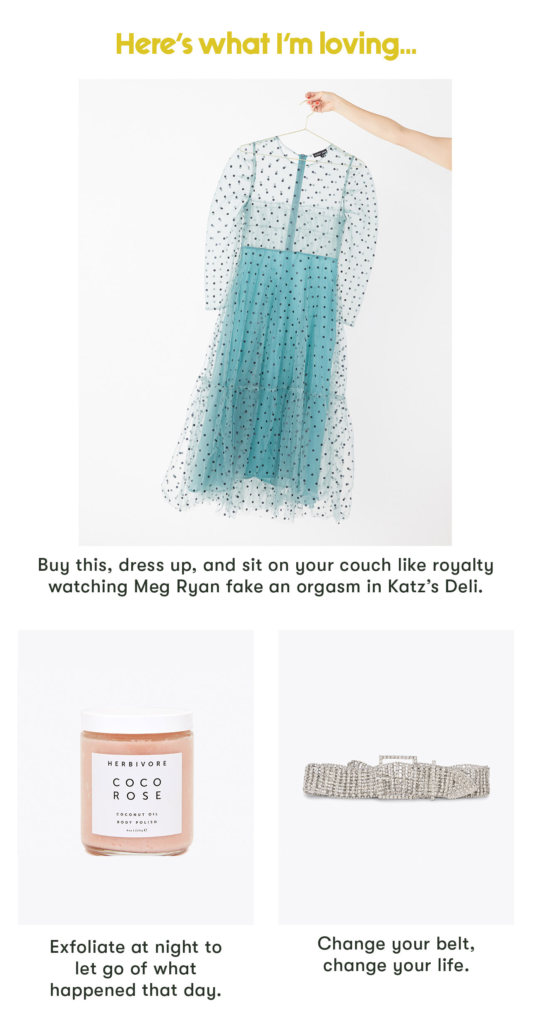 Here's what I'm loving...
Buy this, dress up, and sit on your couch like royalty
watching Meg Ryan fake an orgasm in Katz's Deli.
HERBIVORE
COCO
ROSE
COCONUT OIL
BODY POLISH
Exfoliate at night to
let go of what
happened that day.
Change your belt,
change your life.